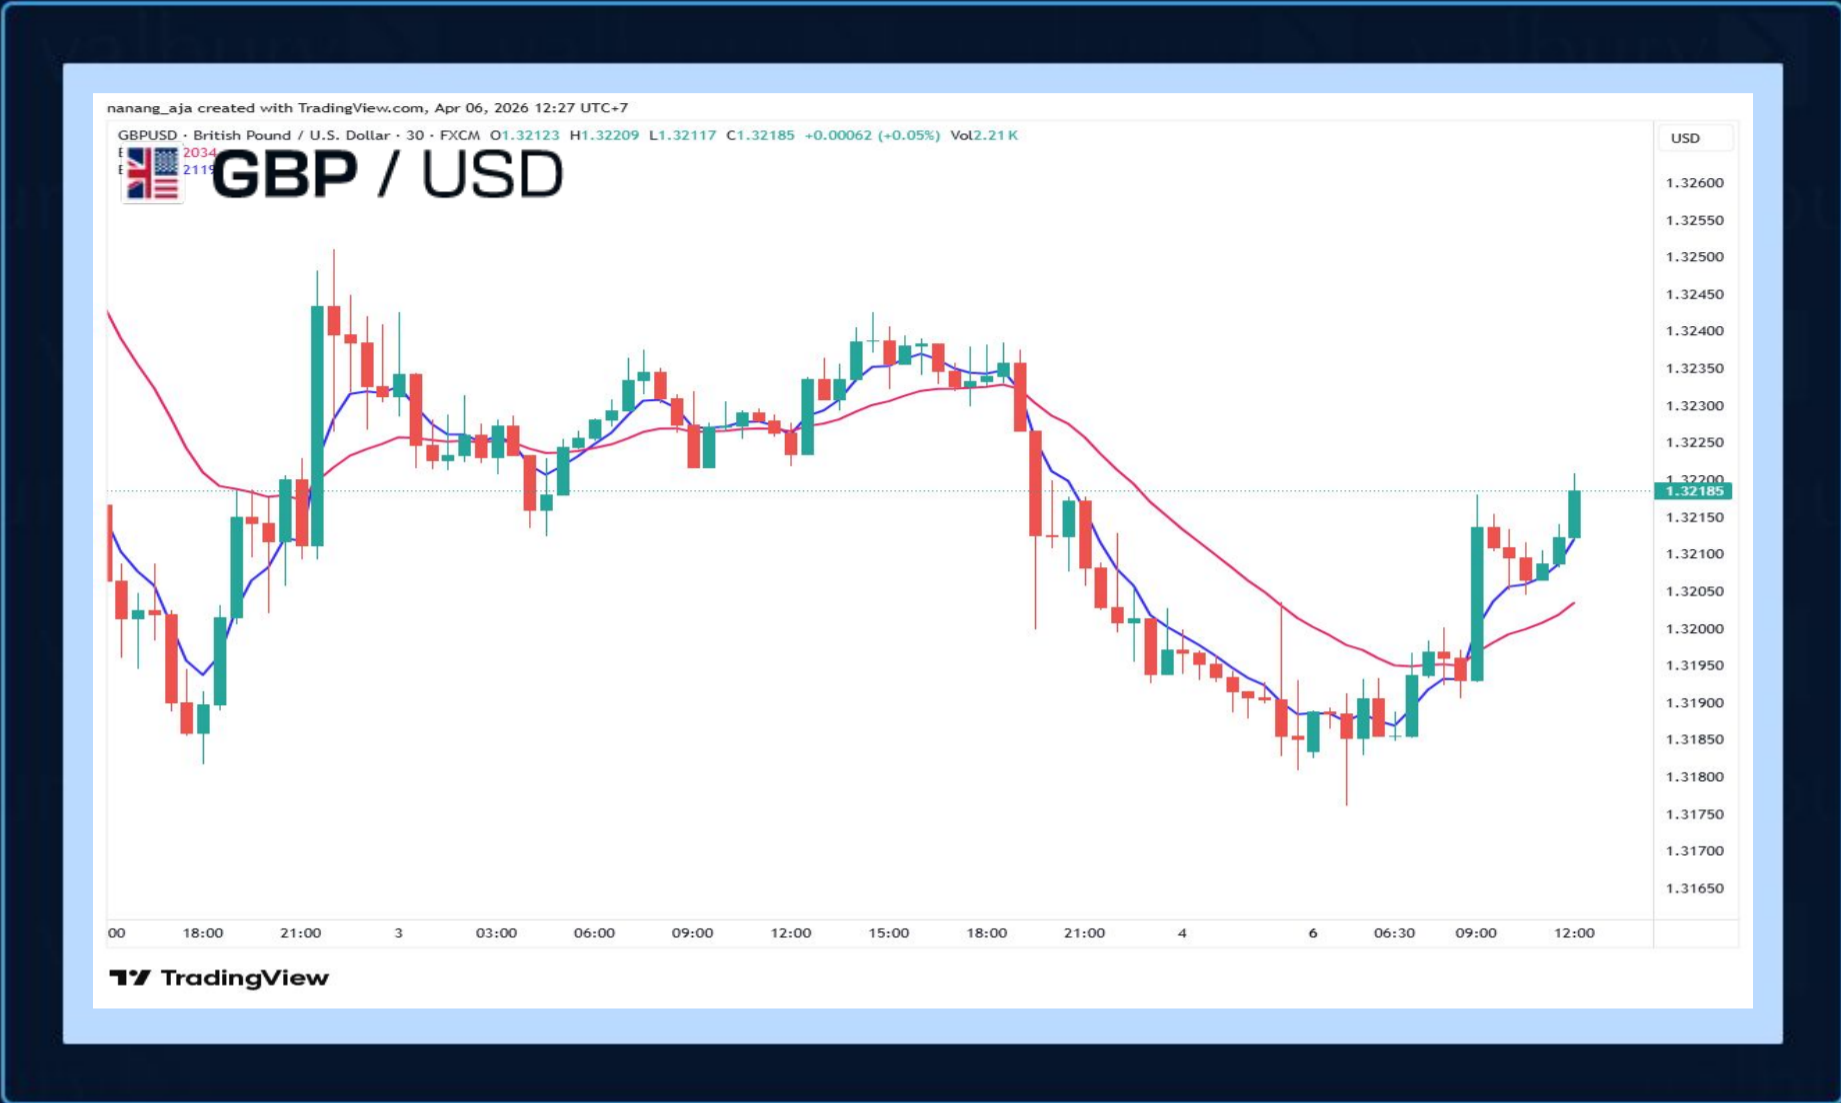 nanang_aja created with TradingView.com, Apr 06, 2026 12:27 UTC+7
GBPUSD · British Pound / U.S. Dollar · 30 · FXCM O1.32123 H1.32209 L1.32117 C1.32185 +0.00062 (+0.05%) Vol2.21 K
USD
E 2034
E 2119
GBP / USD
1.32600
1.32550
1.32500
1.32450
1.32400
1.32350
1.32300
1.32250
1.32200
1.32185
1.32150
1.32100
1.32050
1.32000
1.31950
1.31900
1.31850
1.31800
1.31750
1.31700
1.31650
00 18:00 21:00 3 03:00 06:00 09:00 12:00 15:00 18:00 21:00 4 6 06:30 09:00 12:00
TradingView